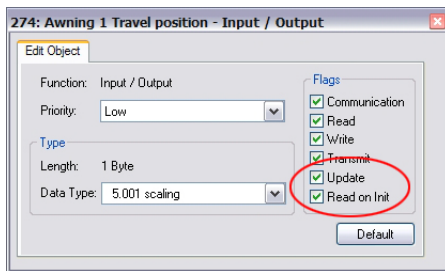 274: Awning 1 Travel position - Input / Output
Edit Object
Function: Input / Output
Priority: Low
Type
Length: 1 Byte
Data Type: 5.001 scaling
Flags
Communication
Read
Write
Transmit
Update
Read on Init
Default